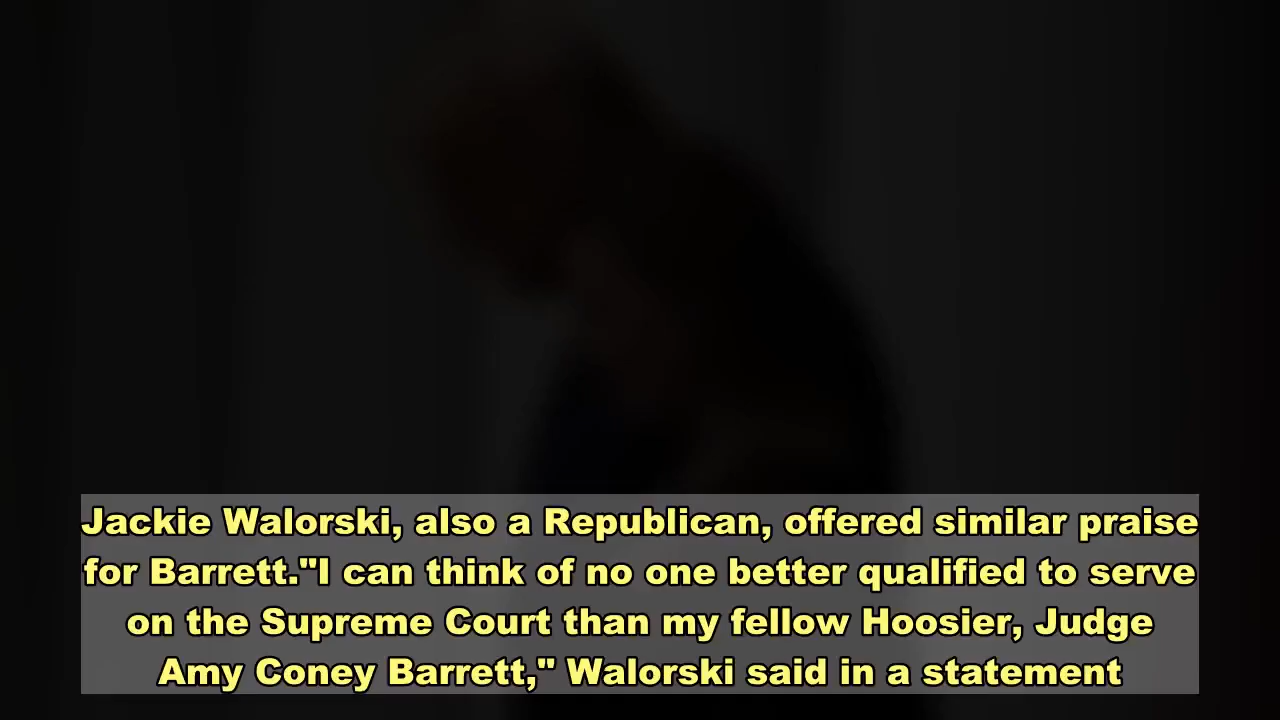 Jackie Walorski, also a Republican, offered similar praise
for Barrett."I can think of no one better qualified to serve
on the Supreme Court than my fellow Hoosier, Judge
Amy Coney Barrett," Walorski said in a statement